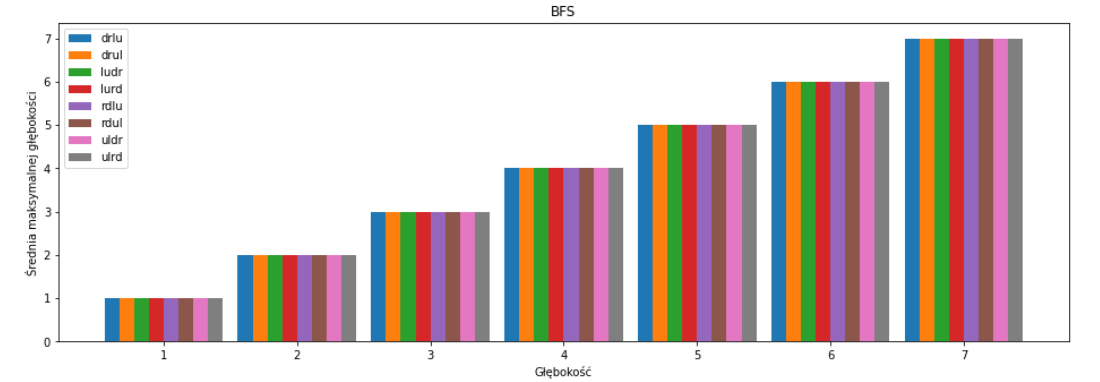 BFS
drlu
drul
ludr
lurd
rdlu
rdul
uldr
ulrd
Średnia maksymalnej głębokości
7
6
5
4
3
2
1
0
1 2 3 4 5 6 7
Głębokość